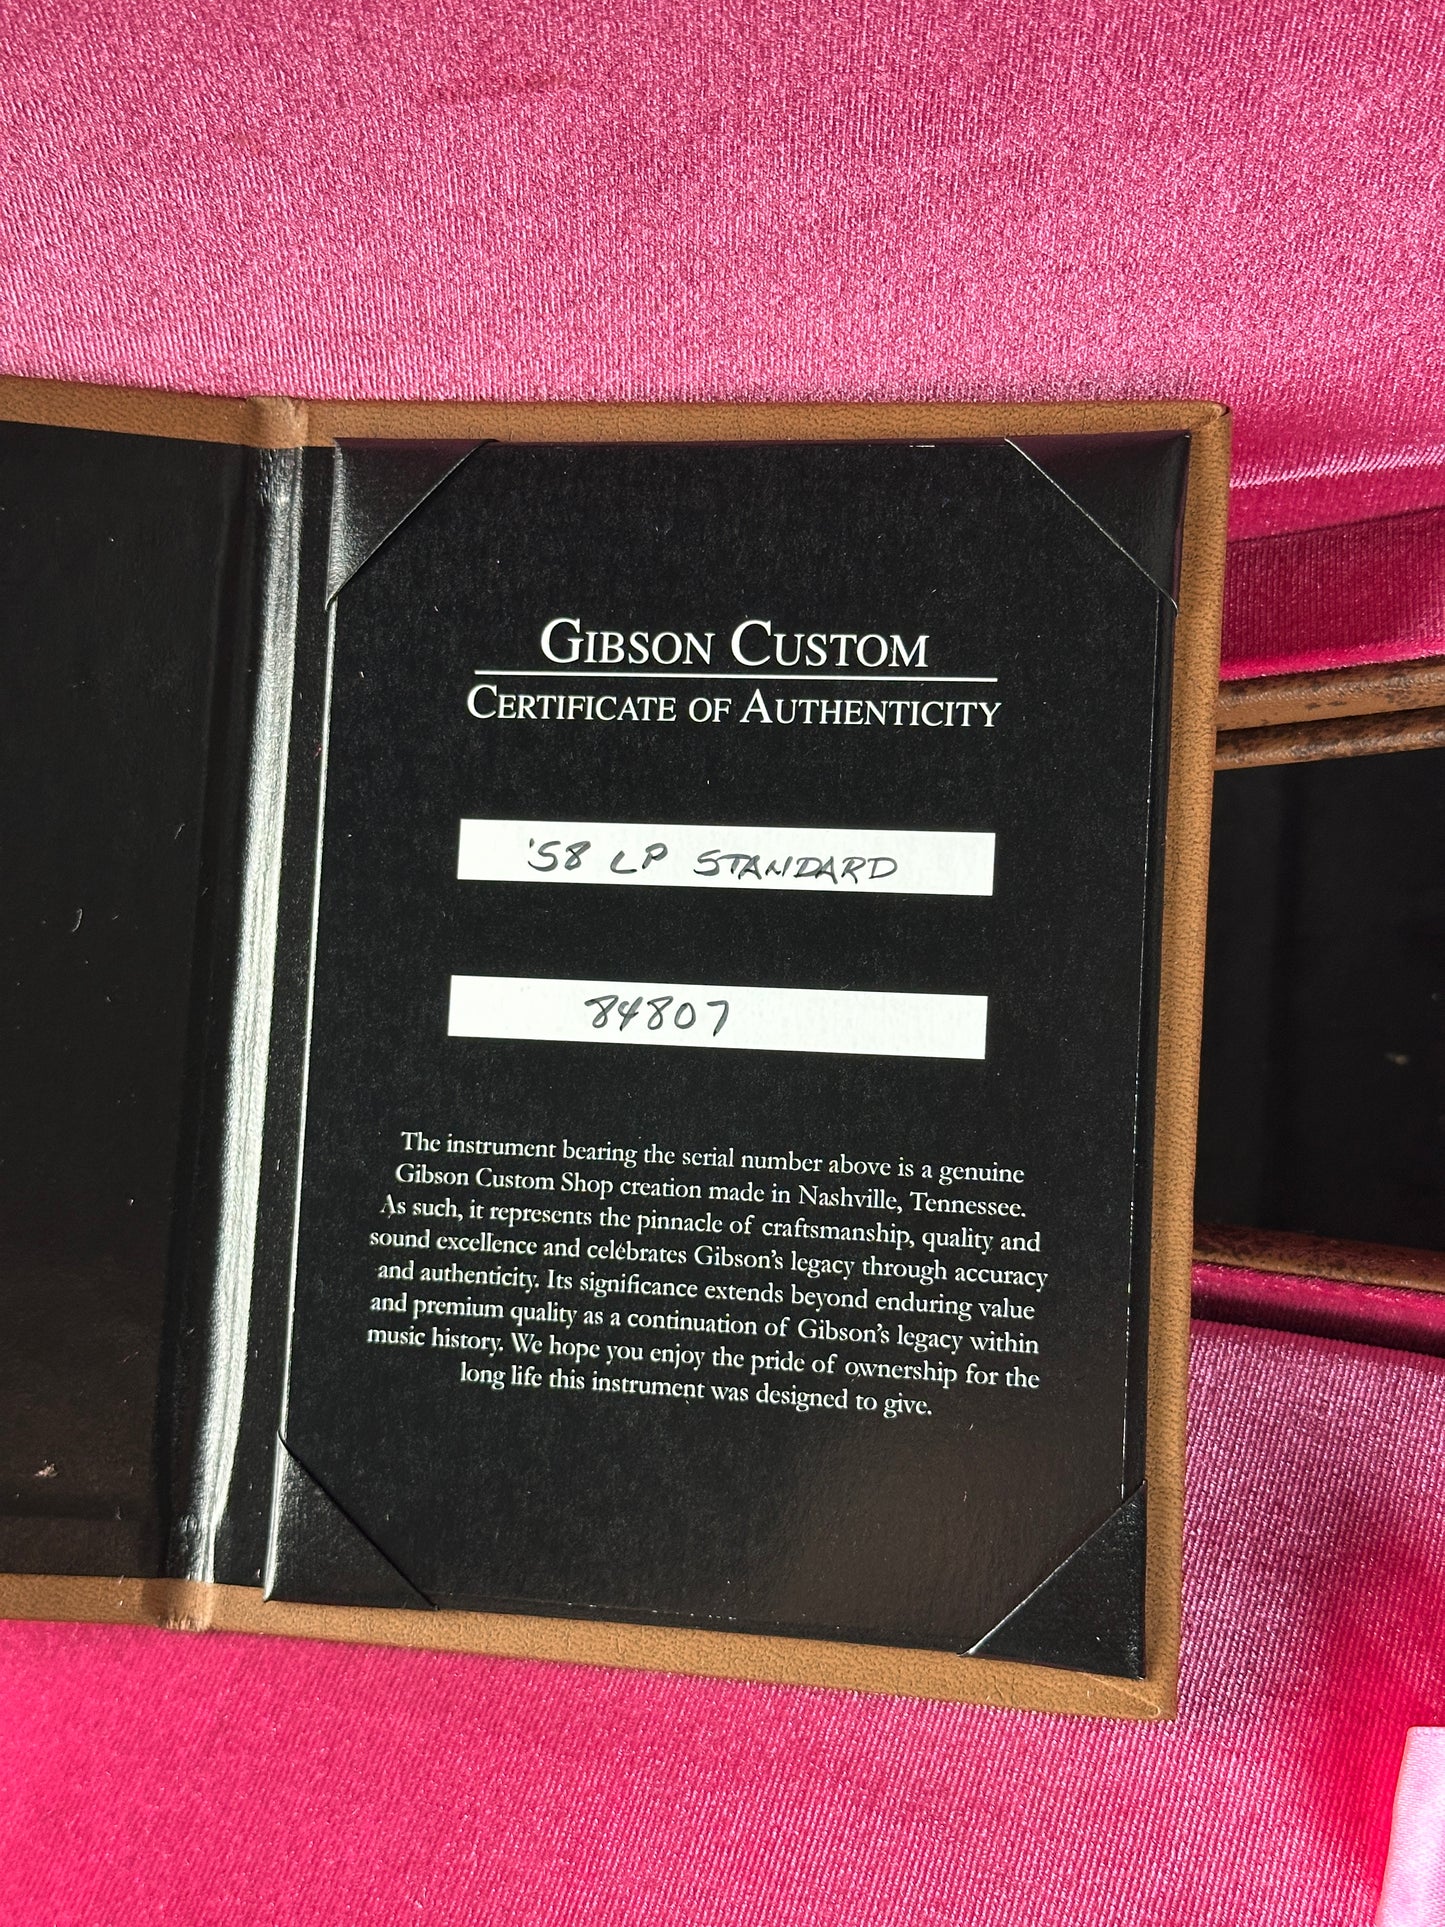 GIBSON CUSTOM
CERTIFICATE OF AUTHENTICITY
'58 LP STANDARD
84807
The instrument bearing the serial number above is a genuine
Gibson Custom Shop creation made in Nashville, Tennessee.
As such, it represents the pinnacle of craftsmanship, quality and
sound excellence and celebrates Gibson's legacy through accuracy
and authenticity. Its significance extends beyond enduring value
and premium quality as a continuation of Gibson's legacy within
music history. We hope you enjoy the pride of ownership for the
long life this instrument was designed to give.